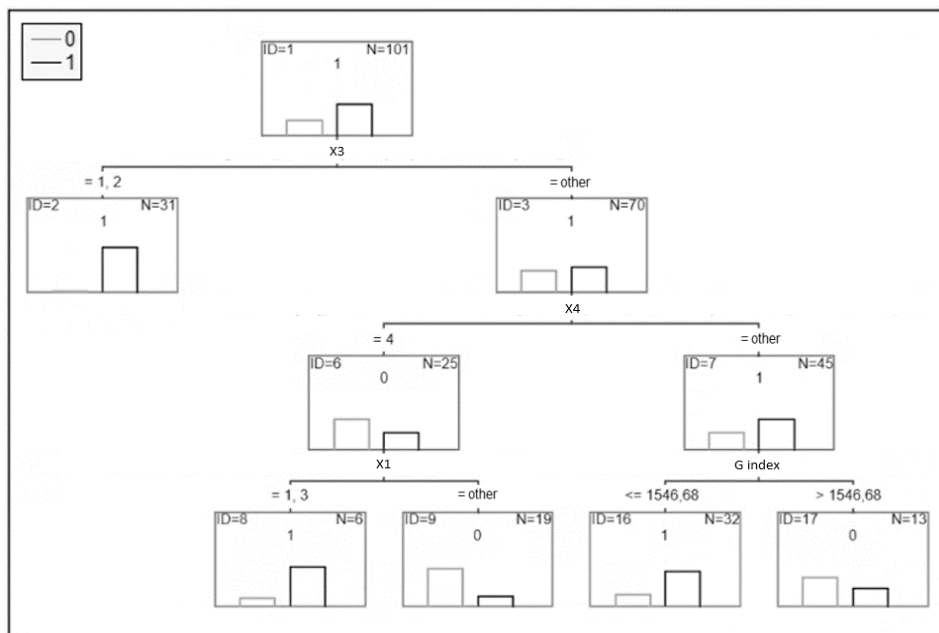 0
1
ID=1 N=101
1
X3
= 1, 2 = other
ID=2 N=31 ID=3 N=70
1 1
X4
= 4 = other
ID=6 N=25 ID=7 N=45
0 1
X1 G index
= 1, 3 = other <= 1546,68 > 1546,68
ID=8 N=6 ID=9 N=19 ID=16 N=32 ID=17 N=13
1 0 1 0